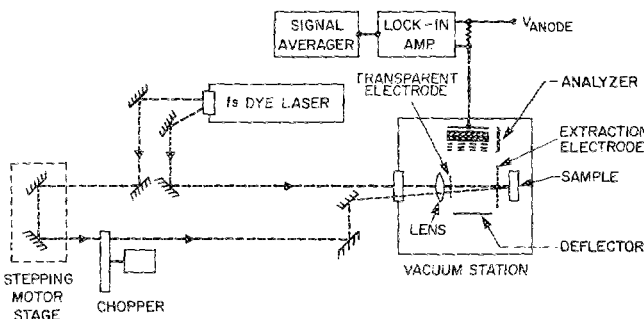 SIGNAL
AVERAGER
LOCK-IN
AMP
VANODE
TRANSPARENT
ELECTRODE
ANALYZER
fs DYE LASER
EXTRACTION
ELECTRODE
SAMPLE
LENS
DEFLECTOR
VACUUM STATION
STEPPING
MOTOR
STAGE
CHOPPER